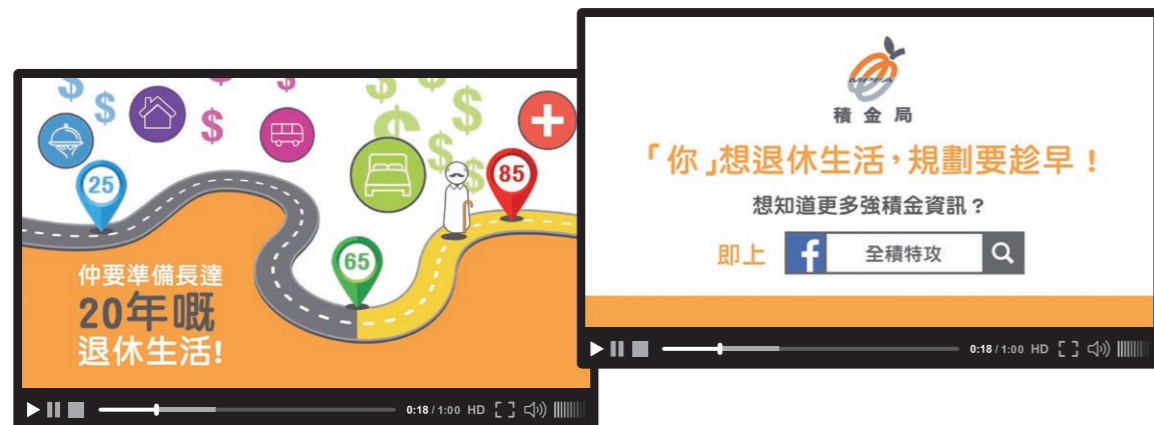 25
85
65
仲要準備長達
20年嘅
退休生活!
0:18 / 1:00 HD
MPFA
積金局
「你」想退休生活,規劃要趁早!
想知道更多強積金資訊?
即上 f 全積特攻
0:18 / 1:00 HD